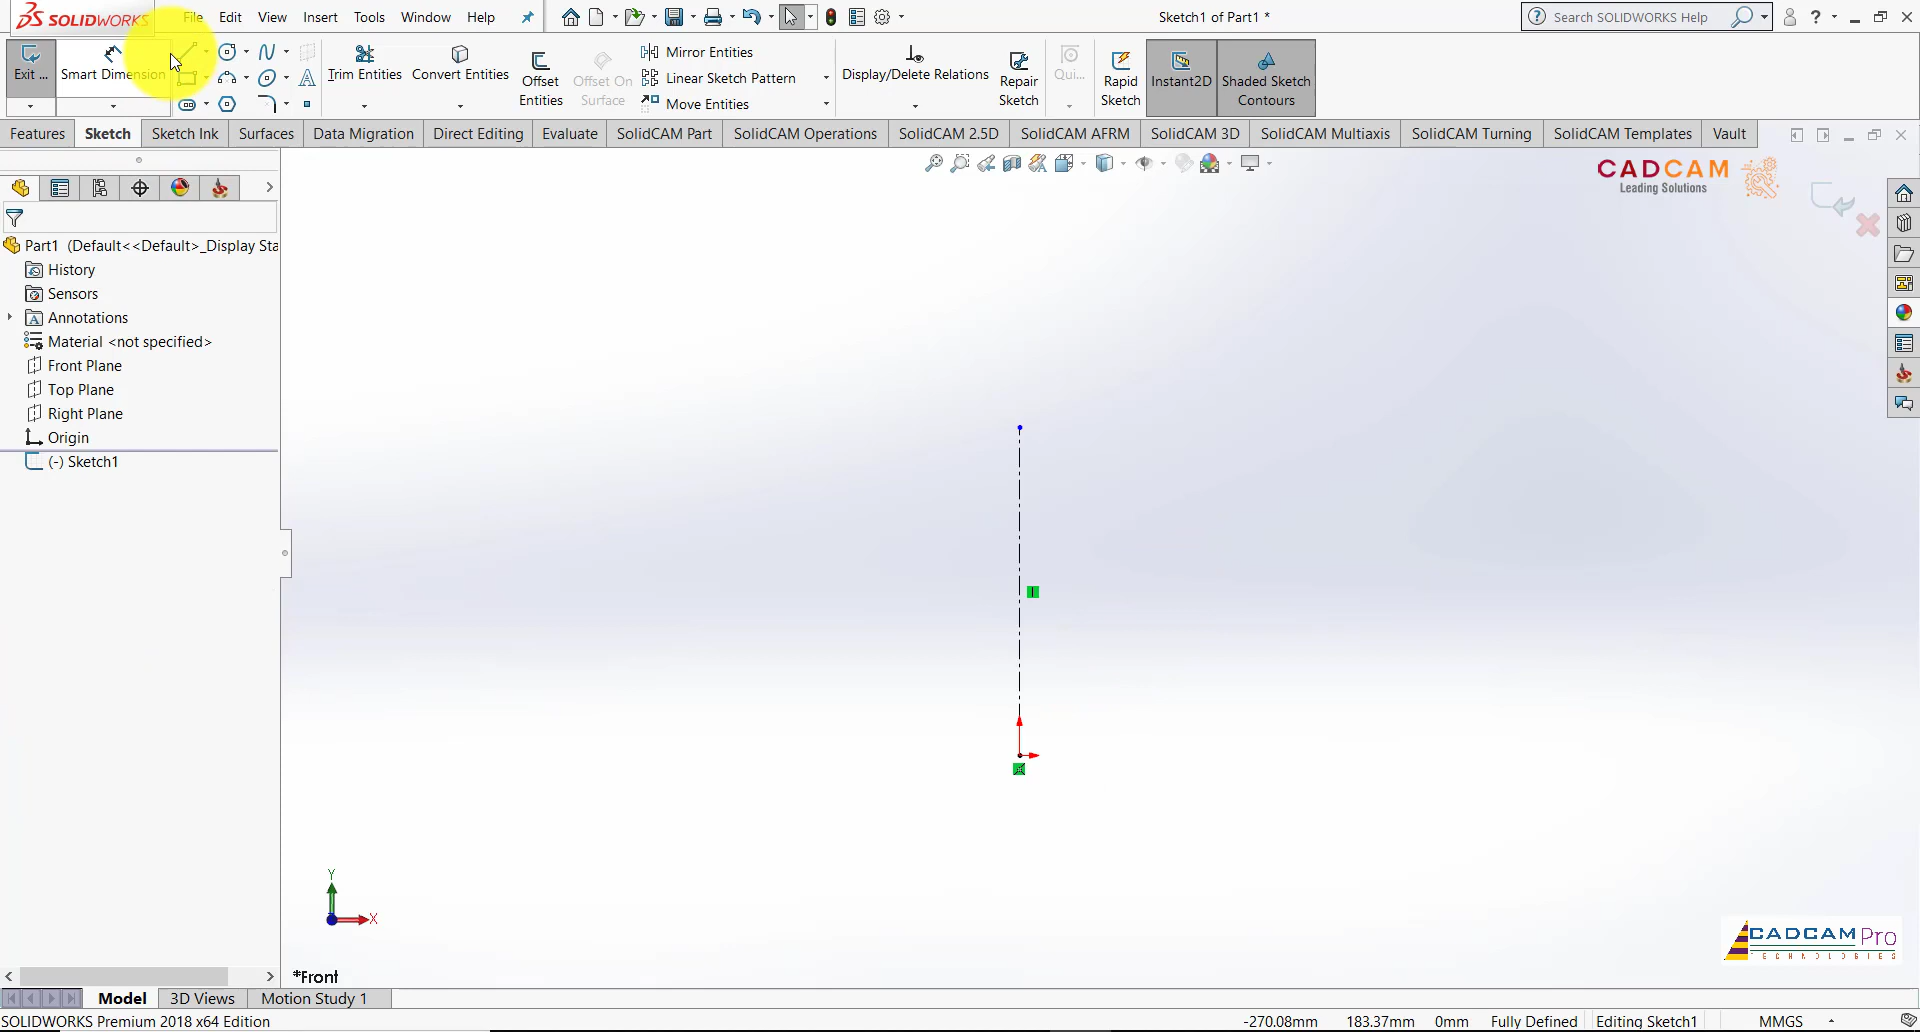 SOLIDWORKS
File Edit View Insert Tools Window Help
Sketch1 of Part1 *
Search SOLIDWORKS Help
Exit ...
Smart Dimension
Trim Entities
Convert Entities
Offset
Entities
Offset On
Surface
Mirror Entities
Linear Sketch Pattern
Move Entities
Display/Delete Relations
Repair
Sketch
Qui...
Rapid
Sketch
Instant2D
Shaded Sketch
Contours
Features Sketch Sketch Ink Surfaces Data Migration Direct Editing Evaluate SolidCAM Part SolidCAM Operations SolidCAM 2.5D SolidCAM AFRM SolidCAM 3D SolidCAM Multiaxis SolidCAM Turning SolidCAM Templates Vault
CADCAM
Leading Solutions
Part1 (Default<<Default>_Display Sta
History
Sensors
Annotations
Material <not specified>
Front Plane
Top Plane
Right Plane
Origin
(-) Sketch1
Y
X
*Front
CADCAM Pro
TECHNOLOGIES
Model 3D Views Motion Study 1
SOLIDWORKS Premium 2018 x64 Edition
-270.08mm 183.37mm 0mm Fully Defined Editing Sketch1 MMGS